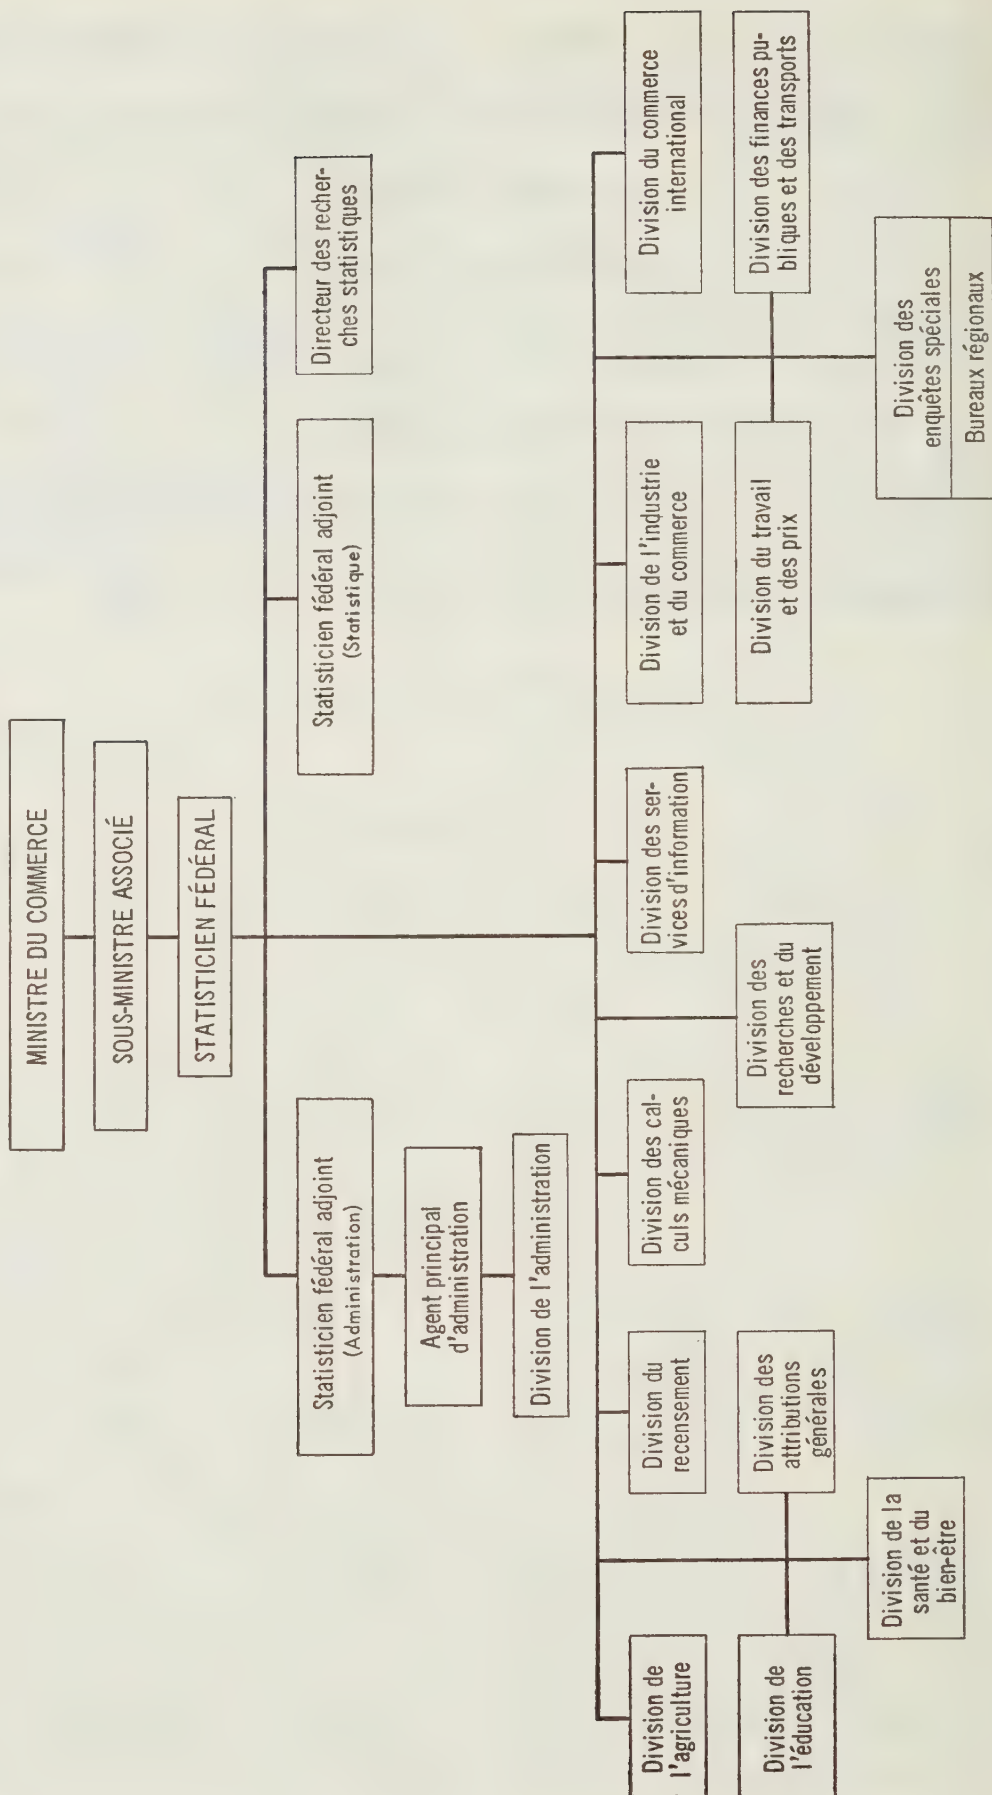 MINISTRE DU COMMERCE
SOUS-MINISTRE ASSOCIÉ
STATISTICIEN FÉDÉRAL
Statisticien fédéral adjoint
(Administration)
Statisticien fédéral adjoint
(Statistique)
Directeur des recher-
ches statistiques
Agent principal
d'administration
Division de l'administration
Division de
l'agriculture
Division du
recensement
Division des cal-
culs mécaniques
Division des ser-
vices d'information
Division de l'industrie
et du commerce
Division du commerce
international
Division de
l'éducation
Division des
attributions
générales
Division des
recherches et du
développement
Division du travail
et des prix
Division des finances pu-
bliques et des transports
Division de la
santé et du
bien-être
Division des
enquêtes spéciales
Bureaux régionaux